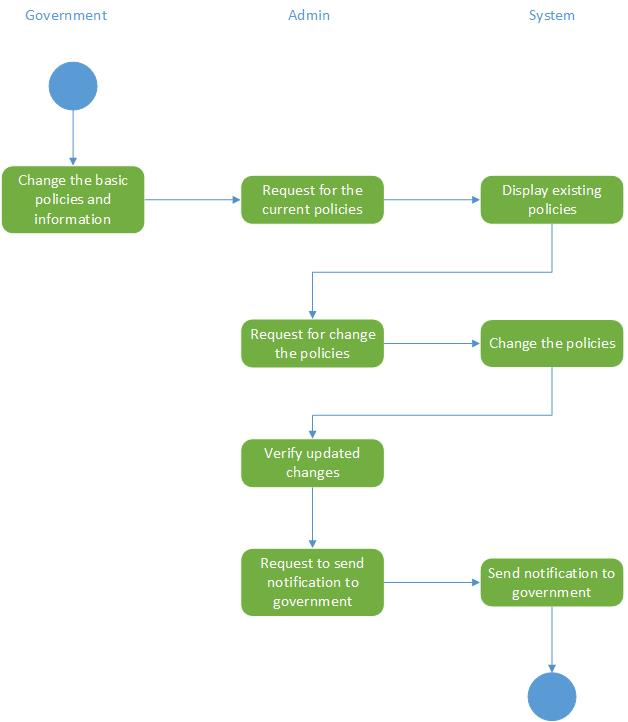 Government
Admin
System
Change the basic
policies and
information
Request for the
current policies
Display existing
policies
Request for change
the policies
Change the policies
Verify updated
changes
Request to send
notification to
government
Send notification to
government